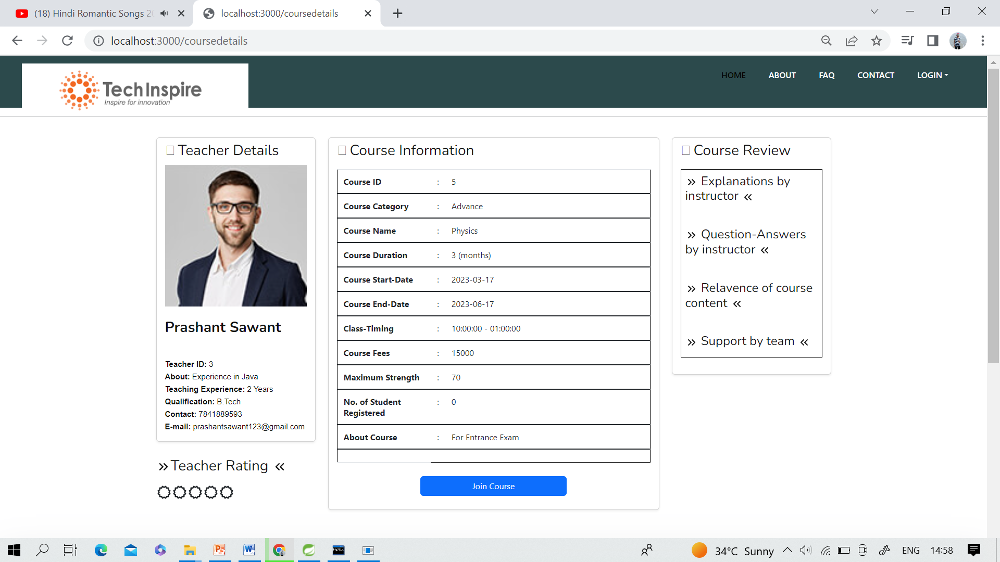 (18) Hindi Romantic Songs
localhost:3000/coursedetails
localhost:3000/coursedetails
TechInspire
Inspire for innovation
HOME ABOUT FAQ CONTACT LOGIN
Teacher Details
Prashant Sawant
Teacher ID: 3
About: Experience in Java
Teaching Experience: 2 Years
Qualification: B.Tech
Contact: 7841889593
E-mail: prashantsawant123@gmail.com
» Teacher Rating «
Course Information
Course ID : 5
Course Category : Advance
Course Name : Physics
Course Duration : 3 (months)
Course Start-Date : 2023-03-17
Course End-Date : 2023-06-17
Class-Timing : 10:00:00 - 01:00:00
Course Fees : 15000
Maximum Strength : 70
No. of Student : 0
Registered
About Course : For Entrance Exam
Join Course
Course Review
» Explanations by
instructor «
» Question-Answers
by instructor «
» Relavence of course
content «
» Support by team «
34°C Sunny ENG 14:58